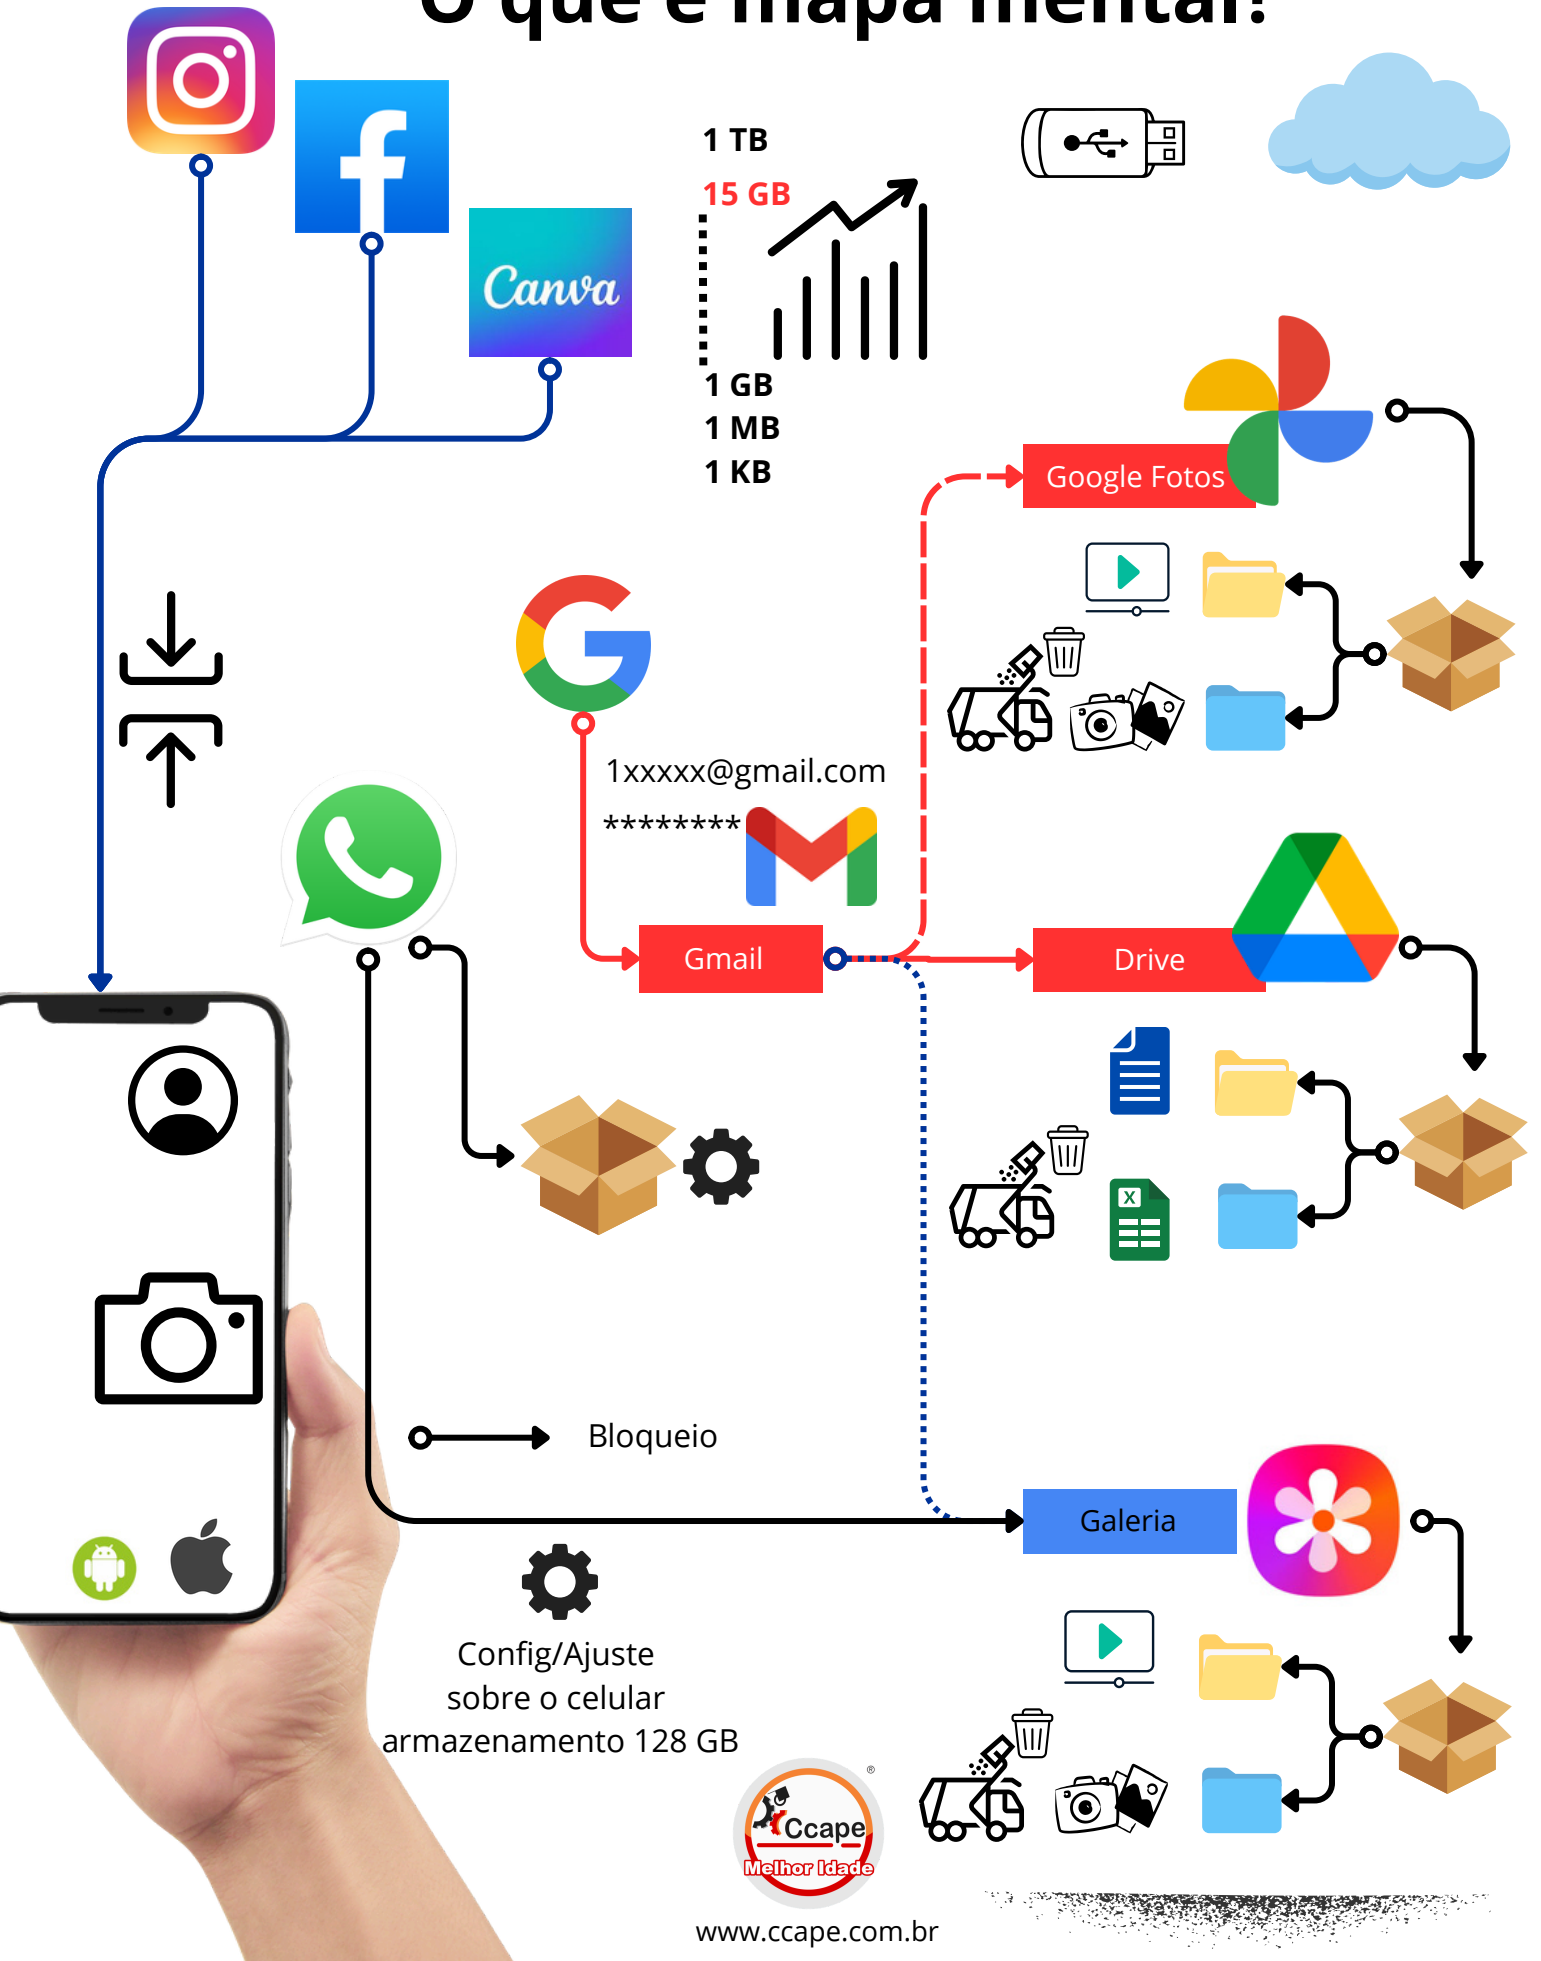 O que é mapa mental?
Canva
1 TB
15 GB
1 GB
1 MB
1 KB
Google Fotos
1xxxxx@gmail.com
********
Gmail
Drive
X
Bloqueio
Galeria
Config/Ajuste
sobre o celular
armazenamento 128 GB
®
Ccape
Melhor Idade
www.ccape.com.br